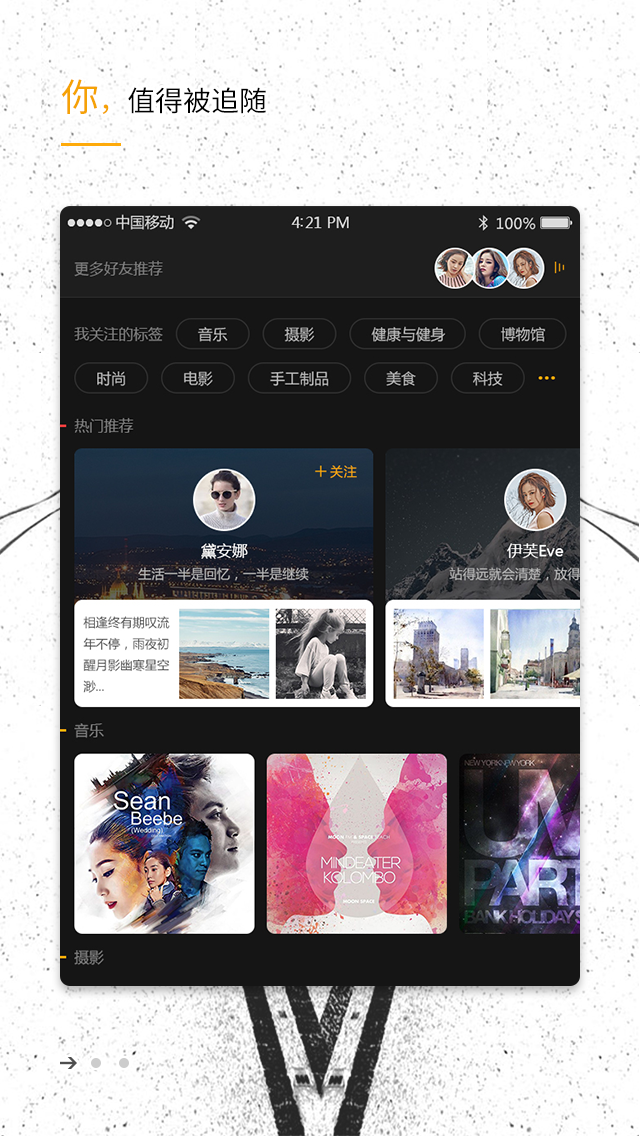 你，值得被追随
中国移动 4:21 PM 100%
更多好友推荐
我关注的标签 音乐 摄影 健康与健身 博物馆
时尚 电影 手工制品 美食 科技
热门推荐
+关注
黛安娜
生活一半是回忆，一半是继续
相逢终有期叹流
年不停，雨夜初
醒月影幽寒星空
渺...
伊芙Eve
站得远就会清楚，放得
音乐
Sean
Beebe
(Wedding)
MINDEATER
KOLOMBO
MOON SPACE
NEW YORK NEW YORK
UM
PART
BANK HOLIDAY S
摄影